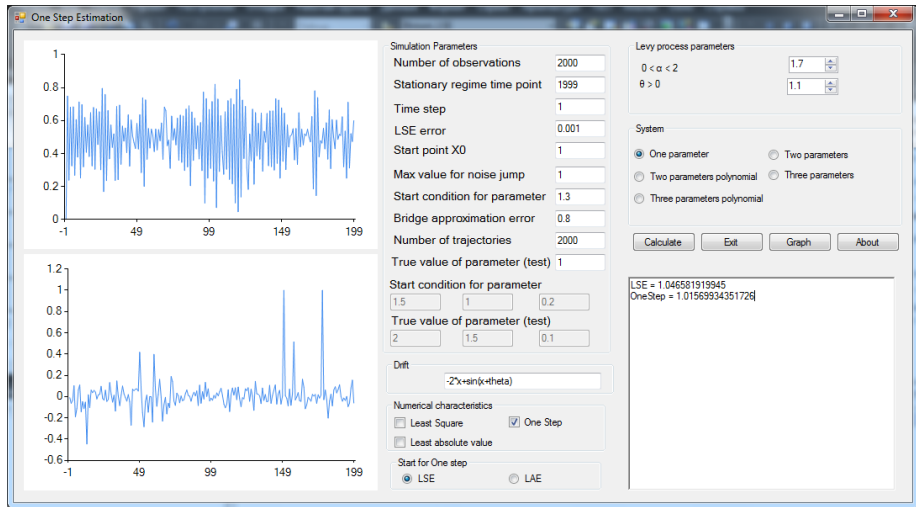 One Step Estimation
1
0.8
0.6
0.4
0.2
0
-1 49 99 149 199
1.2
1
0.8
0.6
0.4
0.2
0
-0.2
-0.4
-0.6
-1 49 99 149 199
Simulation Parameters
Number of observations 2000
Stationary regime time point 1999
Time step 1
LSE error 0.001
Start point X0 1
Max value for noise jump 1
Start condition for parameter 1.3
Bridge approximation error 0.8
Number of trajectories 2000
True value of parameter (test) 1
Start condition for parameter
1.5 1 0.2
True value of parameter (test)
2 1.5 0.1
Drift
-2*x+sin(x+theta)
Numerical characteristics
Least Square One Step
Least absolute value
Start for One step
LSE LAE
Levy process parameters
0 < α < 2 1.7
θ > 0 1.1
System
One parameter Two parameters
Two parameters polynomial Three parameters
Three parameters polynomial
Calculate Exit Graph About
LSE = 1.046581919945
OneStep = 1.01569934351726